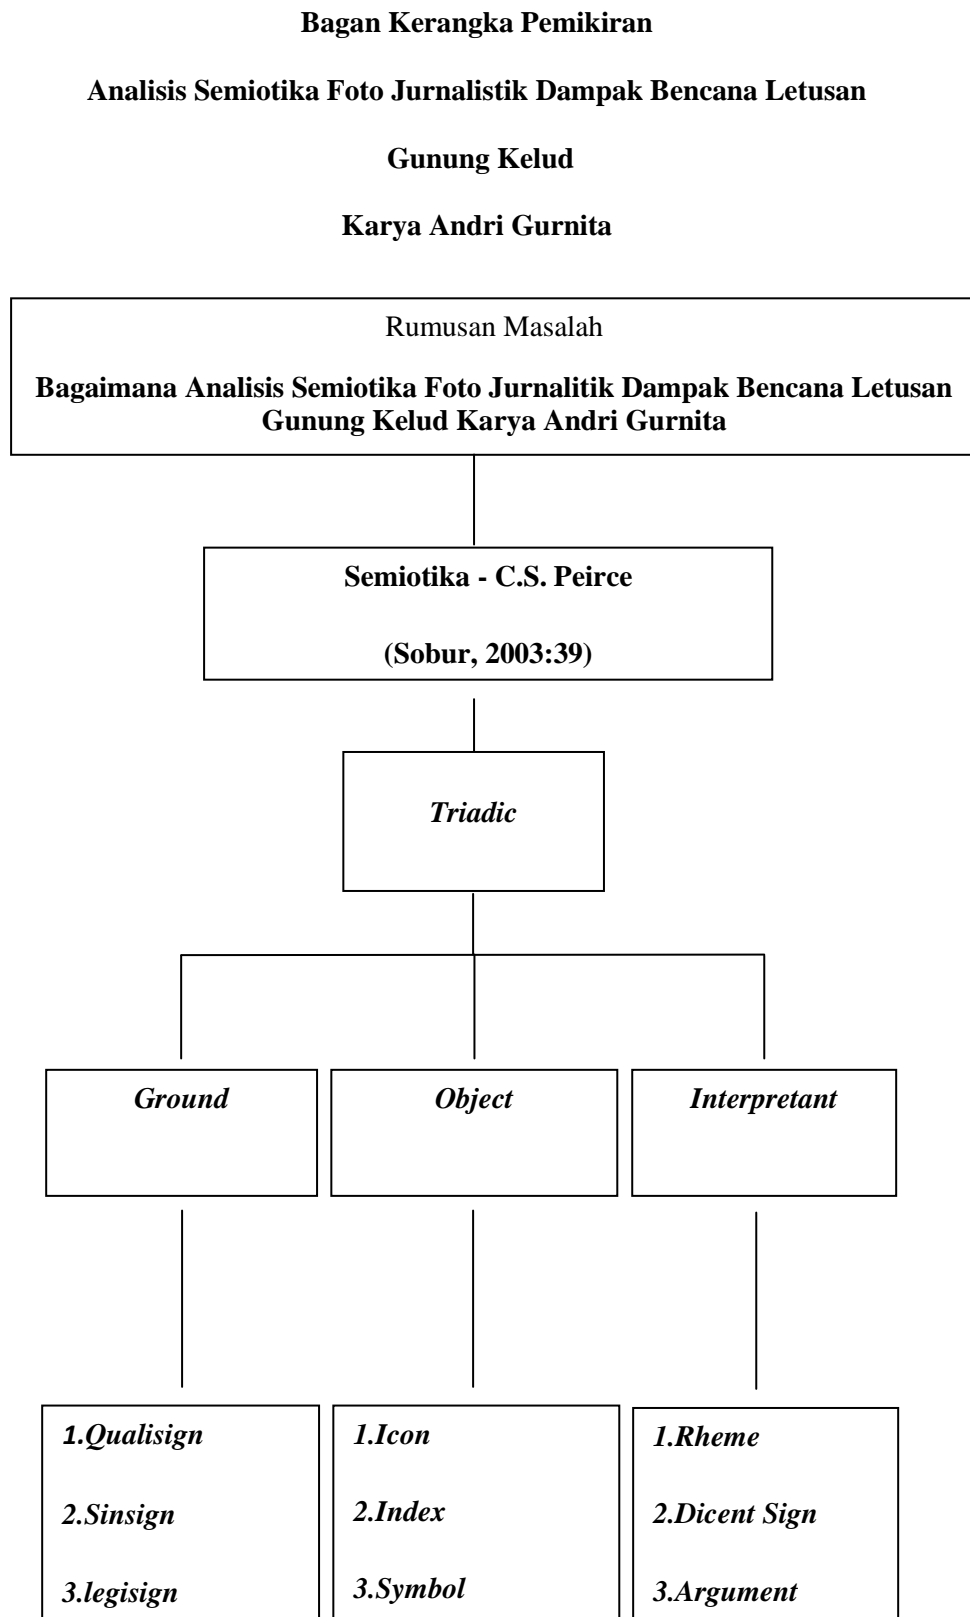 Bagan Kerangka Pemikiran
Analisis Semiotika Foto Jurnalistik Dampak Bencana Letusan
Gunung Kelud
Karya Andri Gurnita
Rumusan Masalah
Bagaimana Analisis Semiotika Foto Jurnalitik Dampak Bencana Letusan
Gunung Kelud Karya Andri Gurnita
Semiotika - C.S. Peirce
(Sobur, 2003:39)
Triadic
Ground
Object
Interpretant
1.Qualisign
2.Sinsign
3.legisign
1.Icon
2.Index
3.Symbol
1.Rheme
2.Dicent Sign
3.Argument